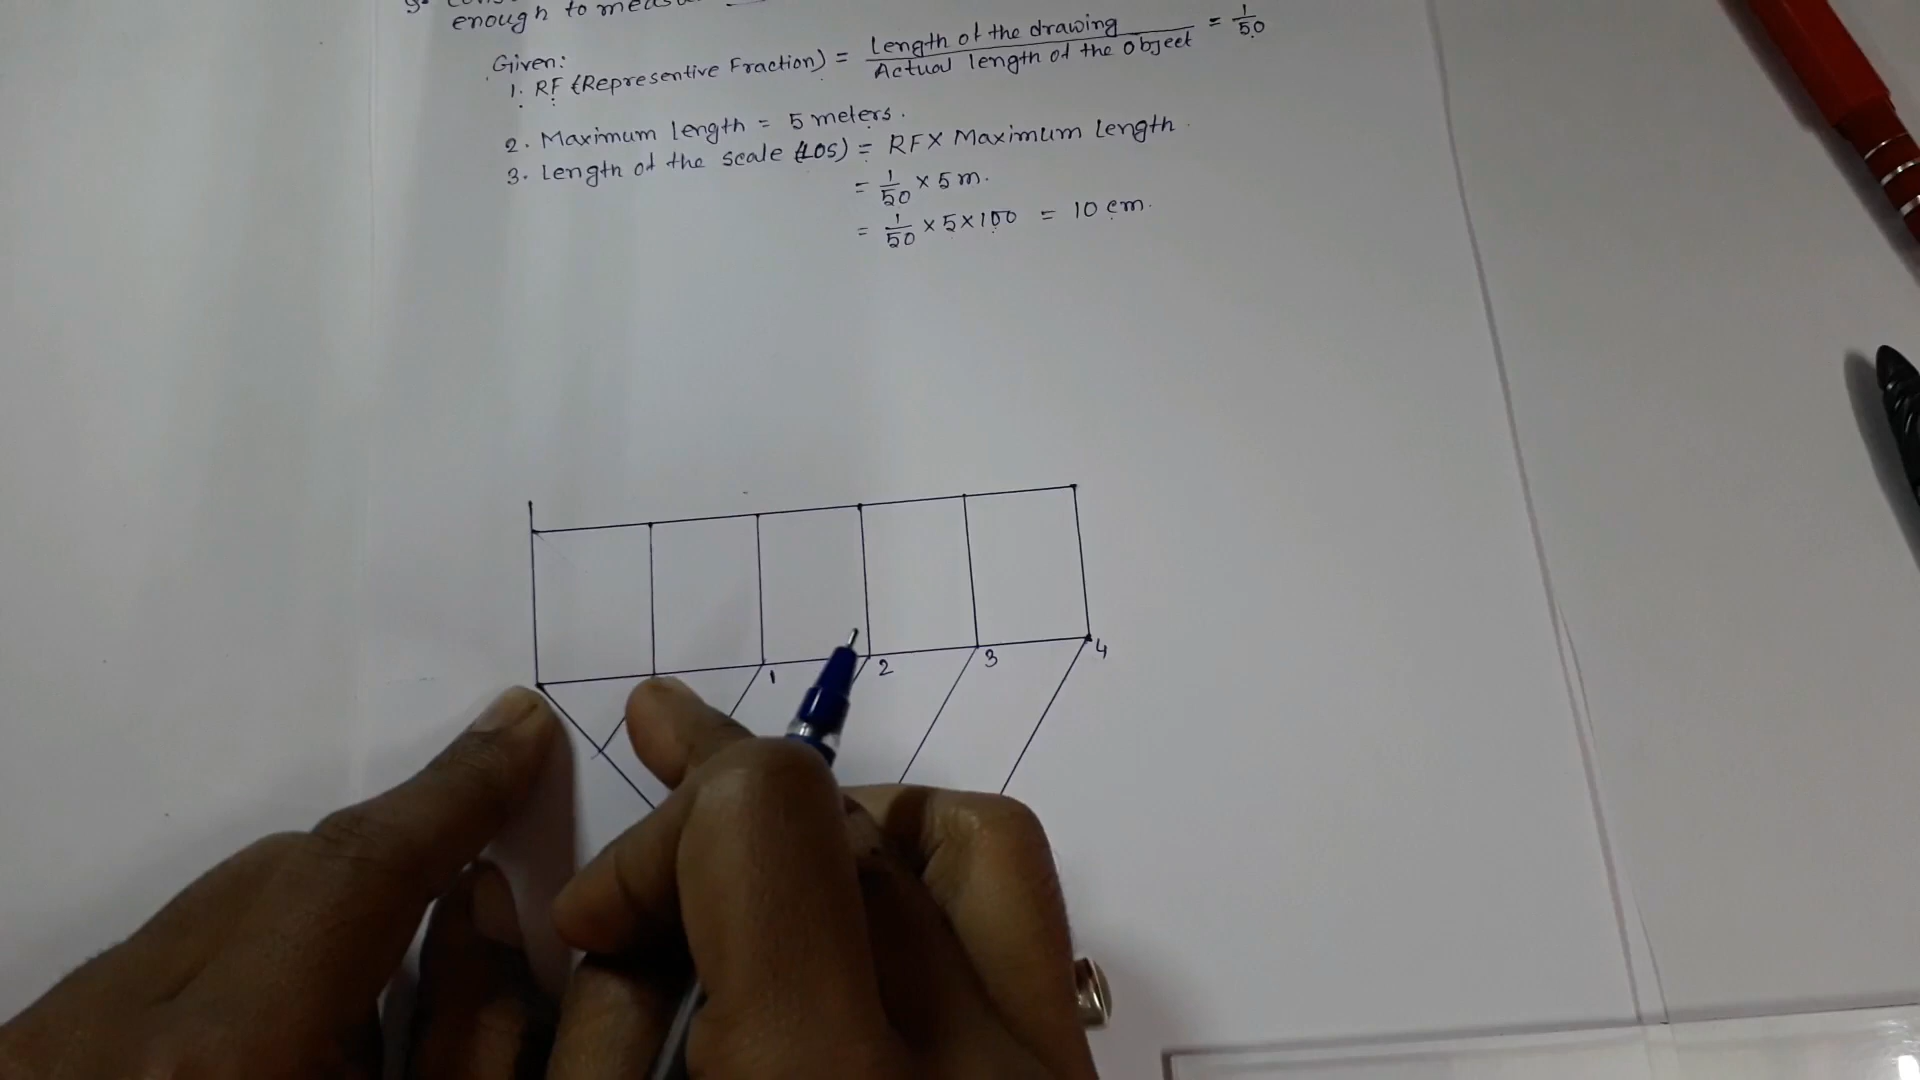 enough to
Given:
1. RF (Representive Fraction) = Length of the drawing / Actual length of the object = 1/50
2. Maximum length = 5 meters.
3. Length of the scale (LOS) = RF X Maximum Length.
= 1/50 × 5 m.
= 1/50 × 5 × 100 = 10 cm.
1 2 3 4